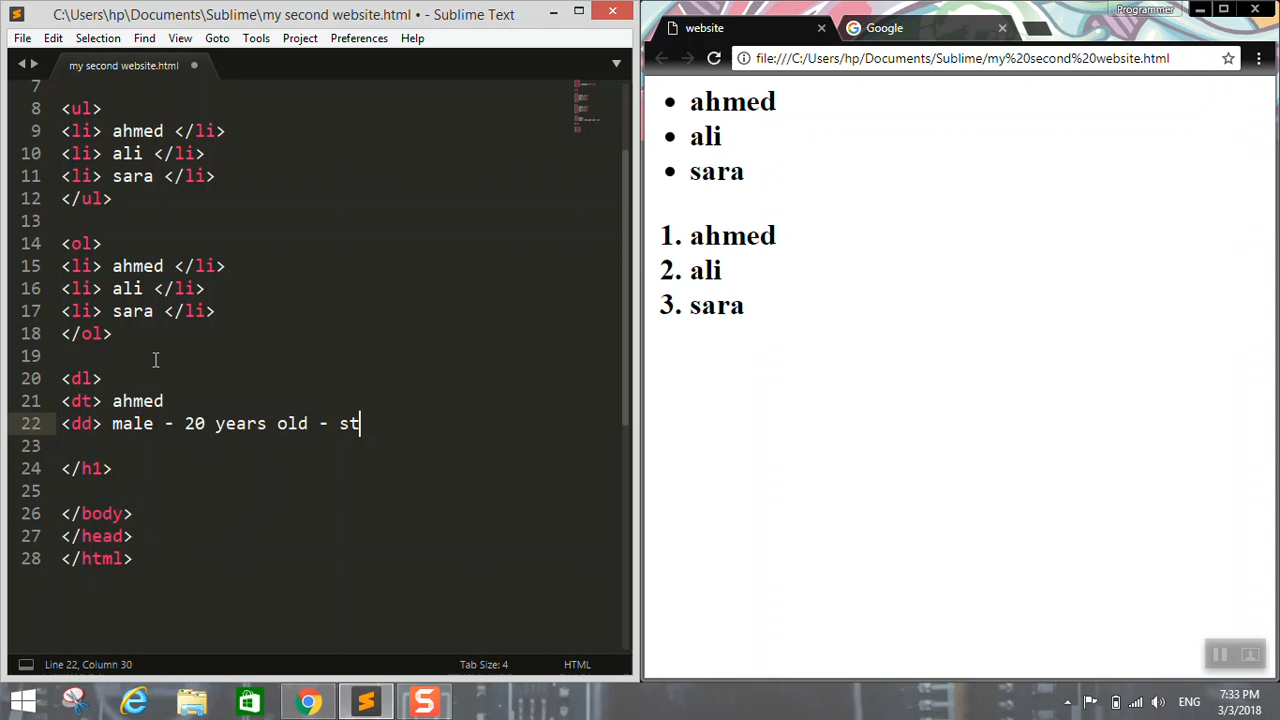 C:\Users\hp\Documents\Sublime\my second website.html • - Sublime Text
File Edit Selection Find View Goto Tools Project Preferences Help
my second website.html
7
8 <ul>
9 <li> ahmed </li>
10 <li> ali </li>
11 <li> sara </li>
12 </ul>
13
14 <ol>
15 <li> ahmed </li>
16 <li> ali </li>
17 <li> sara </li>
18 </ol>
19
20 <dl>
21 <dt> ahmed
22 <dd> male - 20 years old - st
23
24 </h1>
25
26 </body>
27 </head>
28 </html>
Line 22, Column 30 Tab Size: 4 HTML
Programmer
website Google
file:///C:/Users/hp/Documents/Sublime/my%20second%20website.html
• ahmed
• ali
• sara
1. ahmed
2. ali
3. sara
ENG 7:33 PM
3/3/2018